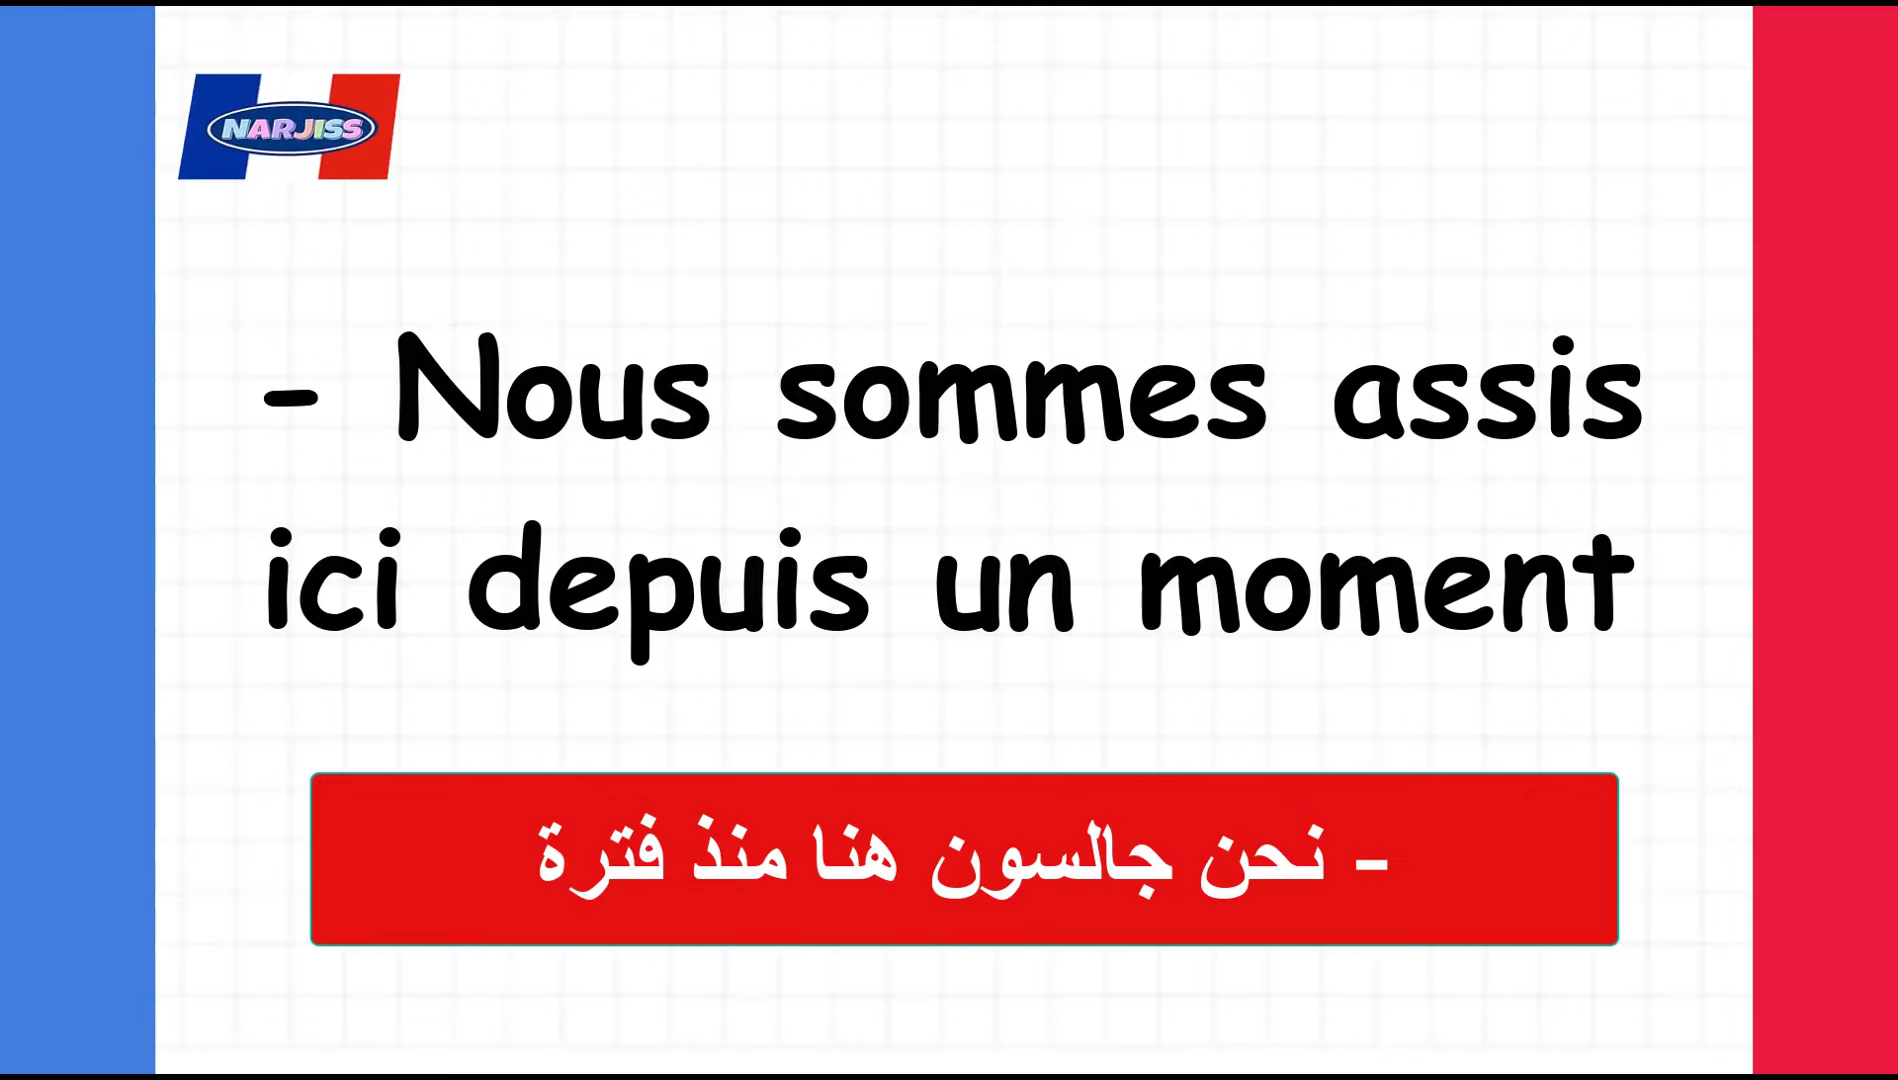 NARJISS
- Nous sommes assis
ici depuis un moment
- نحن جالسون هنا منذ فترة